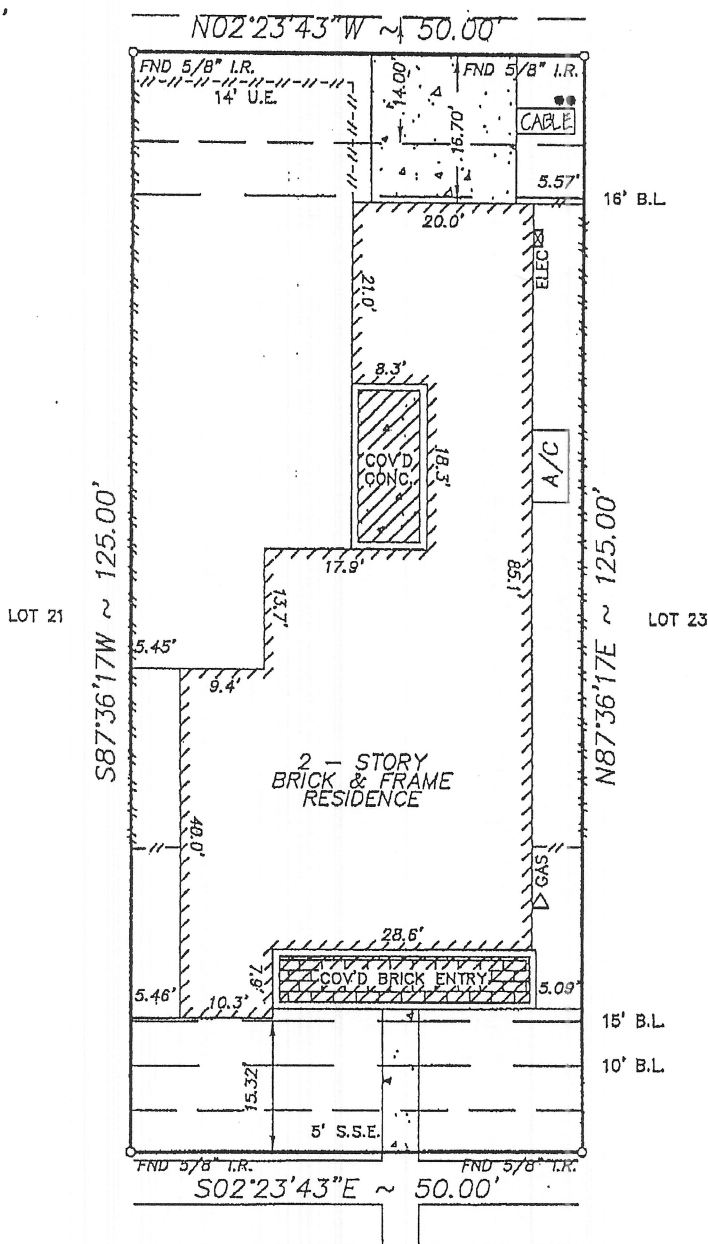 N02°23'43"W ~ 50.00'
FND 5/8" I.R.
FND 5/8" I.R.
14' U.E.
14.00'
16.70'
CABLE
5.57'
16' B.L.
20.0'
ELEC
21.0'
8.3'
COV'D
CONC.
18.3'
A/C
S87°36'17"W ~ 125.00'
N87°36'17"E ~ 125.00'
17.9'
85.1'
13.7'
LOT 21
LOT 23
5.45'
9.4'
2 - STORY
BRICK & FRAME
RESIDENCE
40.0'
GAS
28.6'
7.9'
COV'D BRICK ENTRY
5.46'
10.3'
5.09'
15' B.L.
10' B.L.
15.32'
5' S.S.E.
FND 5/8" I.R.
FND 5/8" I.R.
S02°23'43"E ~ 50.00'